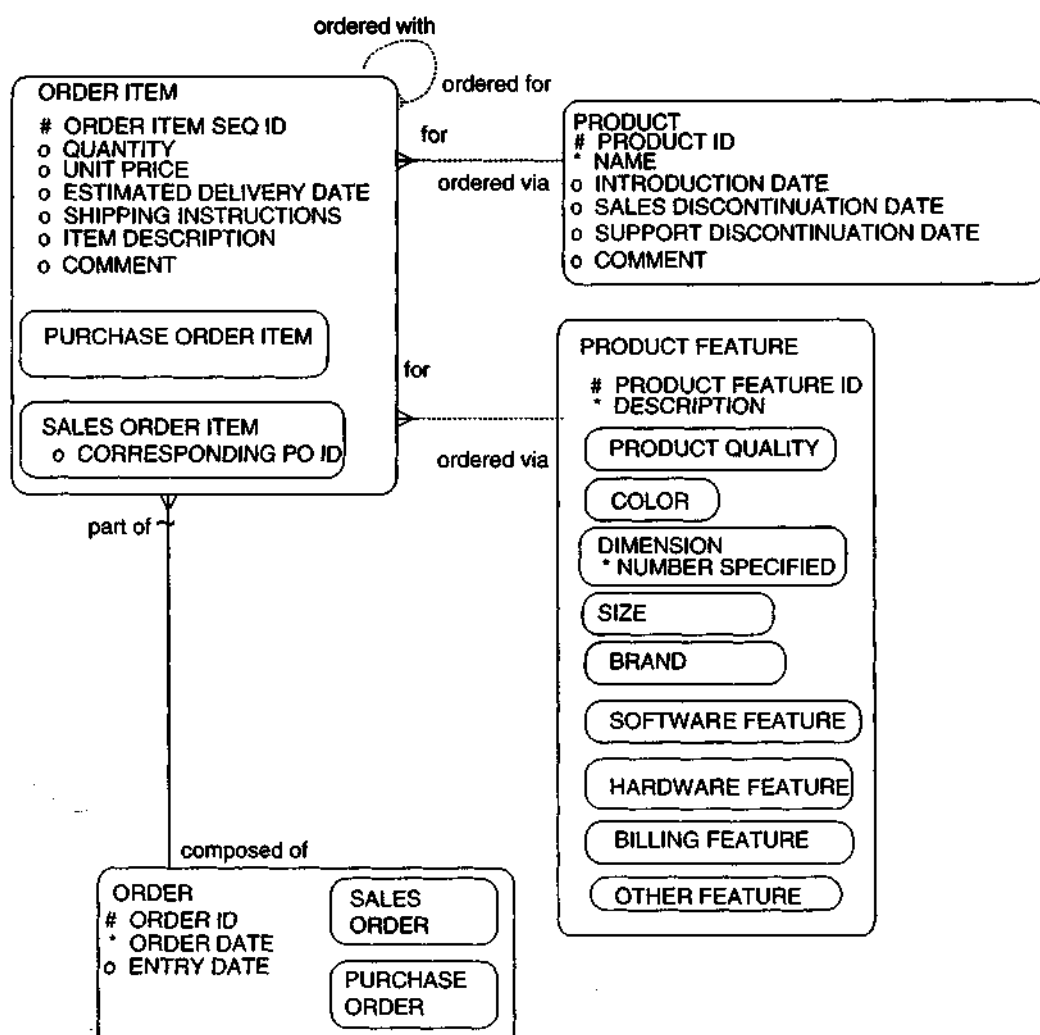 ordered with
ordered for
ORDER ITEM
# ORDER ITEM SEQ ID
o QUANTITY
o UNIT PRICE
o ESTIMATED DELIVERY DATE
o SHIPPING INSTRUCTIONS
o ITEM DESCRIPTION
o COMMENT
PURCHASE ORDER ITEM
SALES ORDER ITEM
o CORRESPONDING PO ID
for
ordered via
PRODUCT
# PRODUCT ID
* NAME
o INTRODUCTION DATE
o SALES DISCONTINUATION DATE
o SUPPORT DISCONTINUATION DATE
o COMMENT
for
ordered via
PRODUCT FEATURE
# PRODUCT FEATURE ID
* DESCRIPTION
PRODUCT QUALITY
COLOR
DIMENSION
* NUMBER SPECIFIED
SIZE
BRAND
SOFTWARE FEATURE
HARDWARE FEATURE
BILLING FEATURE
OTHER FEATURE
part of ~
composed of
ORDER
# ORDER ID
* ORDER DATE
o ENTRY DATE
SALES
ORDER
PURCHASE
ORDER